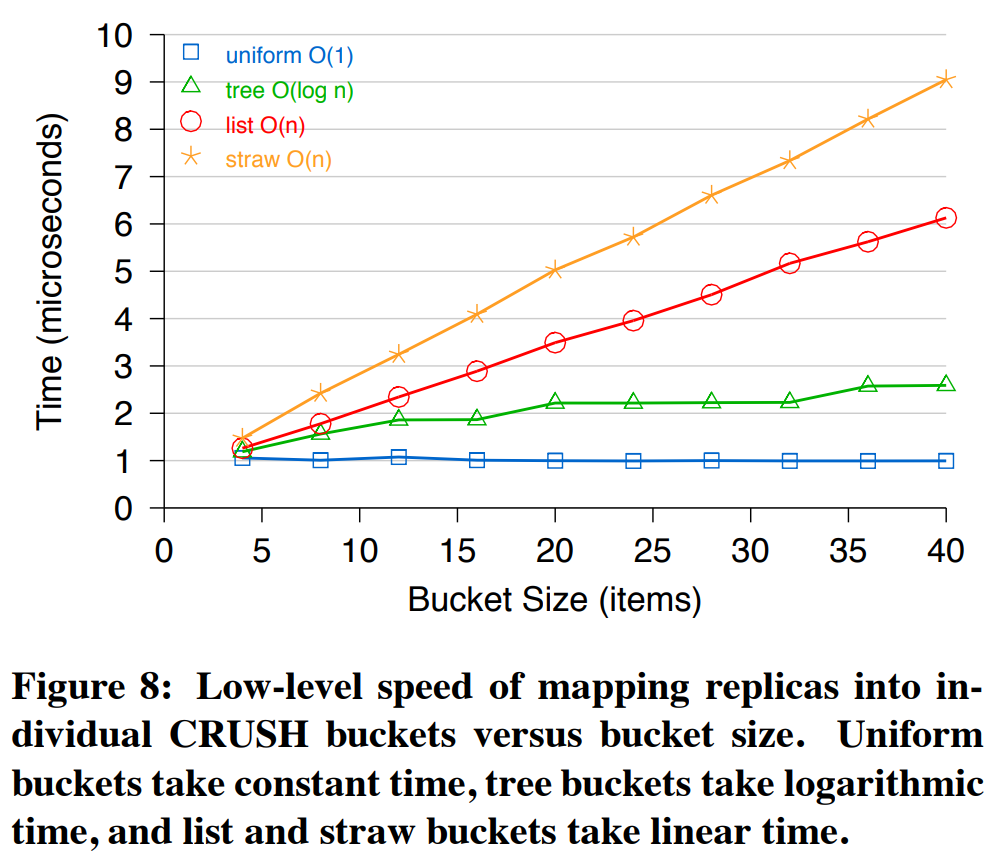 10
9
8
7
6
5
4
3
2
1
0
Time (microseconds)
uniform O(1)
tree O(log n)
list O(n)
straw O(n)
0 5 10 15 20 25 30 35 40
Bucket Size (items)
Figure 8: Low-level speed of mapping replicas into in-
dividual CRUSH buckets versus bucket size. Uniform
buckets take constant time, tree buckets take logarithmic
time, and list and straw buckets take linear time.